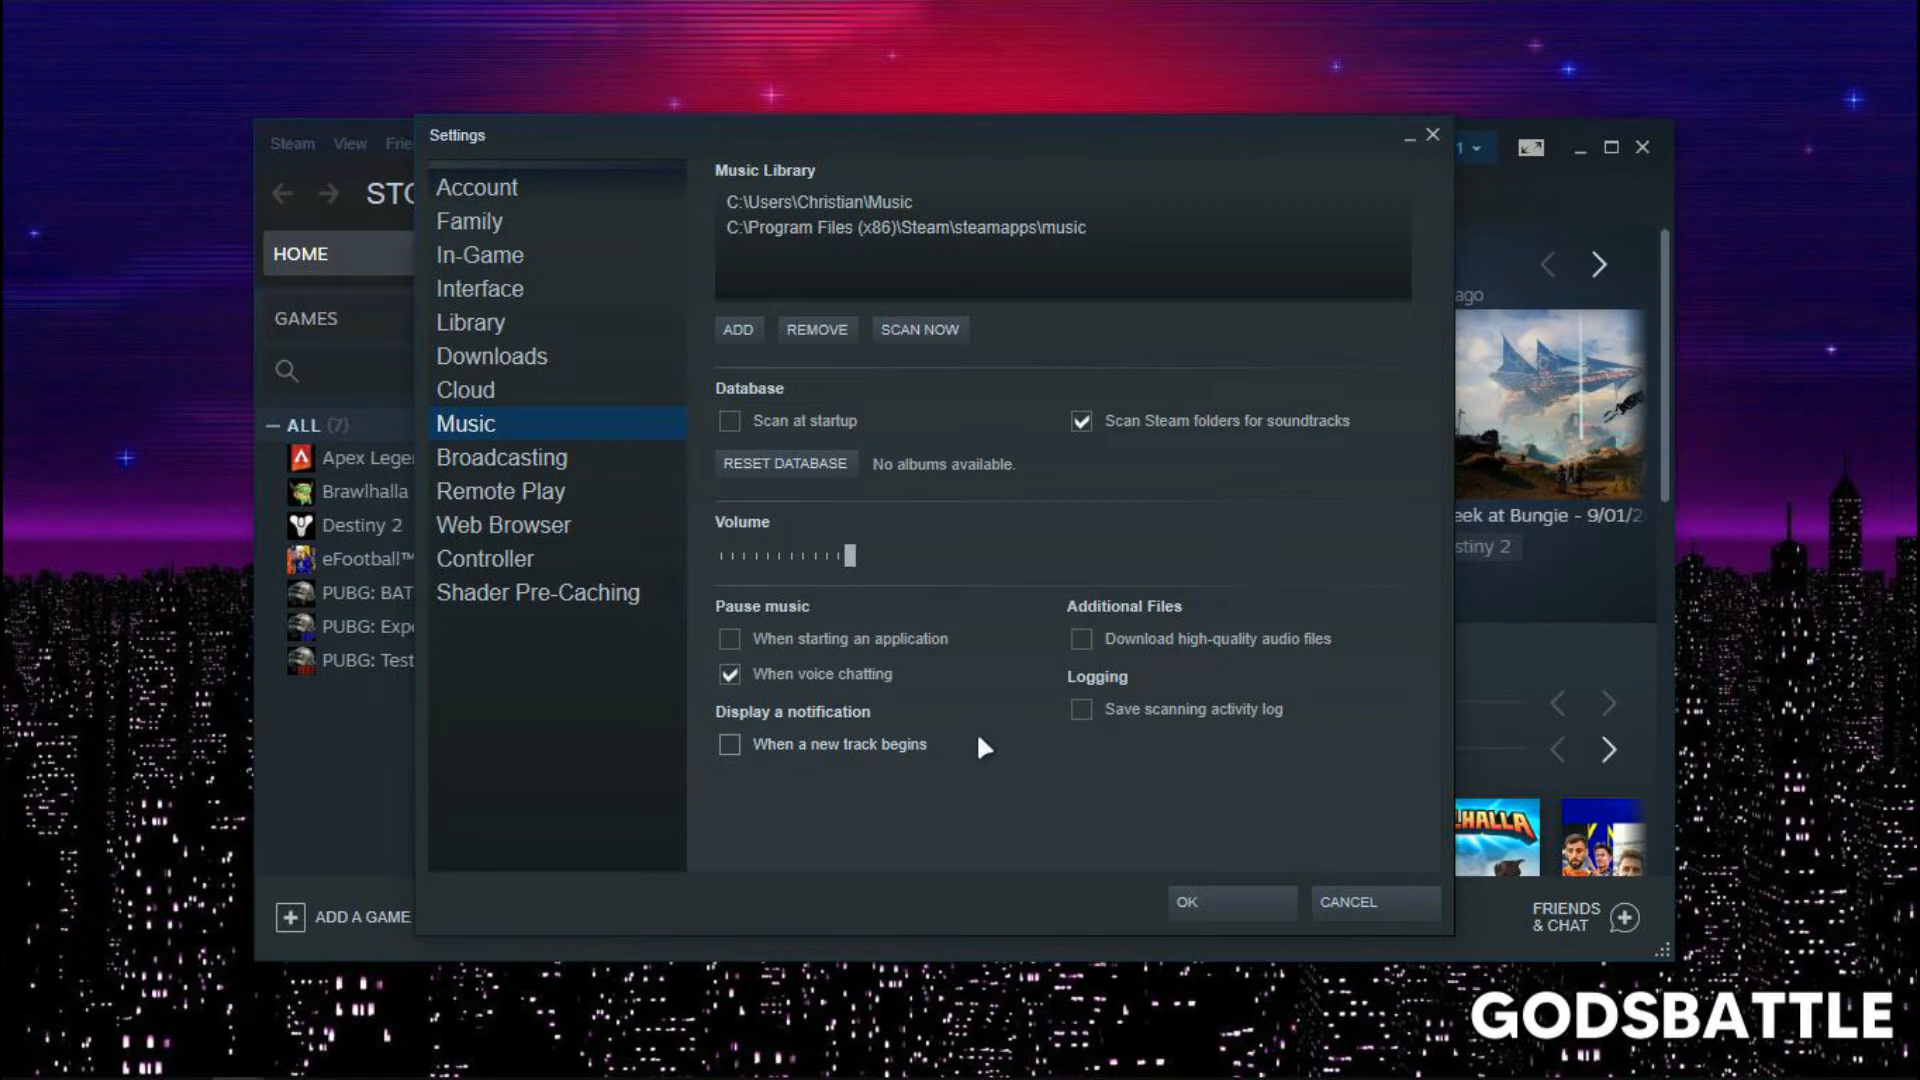 Settings
Steam View Frie
STO
HOME
GAMES
ALL (7)
Apex Lege
Brawlhalla
Destiny 2
eFootball™
PUBG: BAT
PUBG: Expe
PUBG: Test
ADD A GAME
Account
Family
In-Game
Interface
Library
Downloads
Cloud
Music
Broadcasting
Remote Play
Web Browser
Controller
Shader Pre-Caching
Music Library
C:\Users\Christian\Music
C:\Program Files (x86)\Steam\steamapps\music
ADD REMOVE SCAN NOW
Database
Scan at startup
Scan Steam folders for soundtracks
RESET DATABASE No albums available.
Volume
Pause music
When starting an application
When voice chatting
Display a notification
When a new track begins
Additional Files
Download high-quality audio files
Logging
Save scanning activity log
OK CANCEL
1
ago
eek at Bungie - 9/01/2
stiny 2
LHALLA
FRIENDS
& CHAT
GODSBATTLE